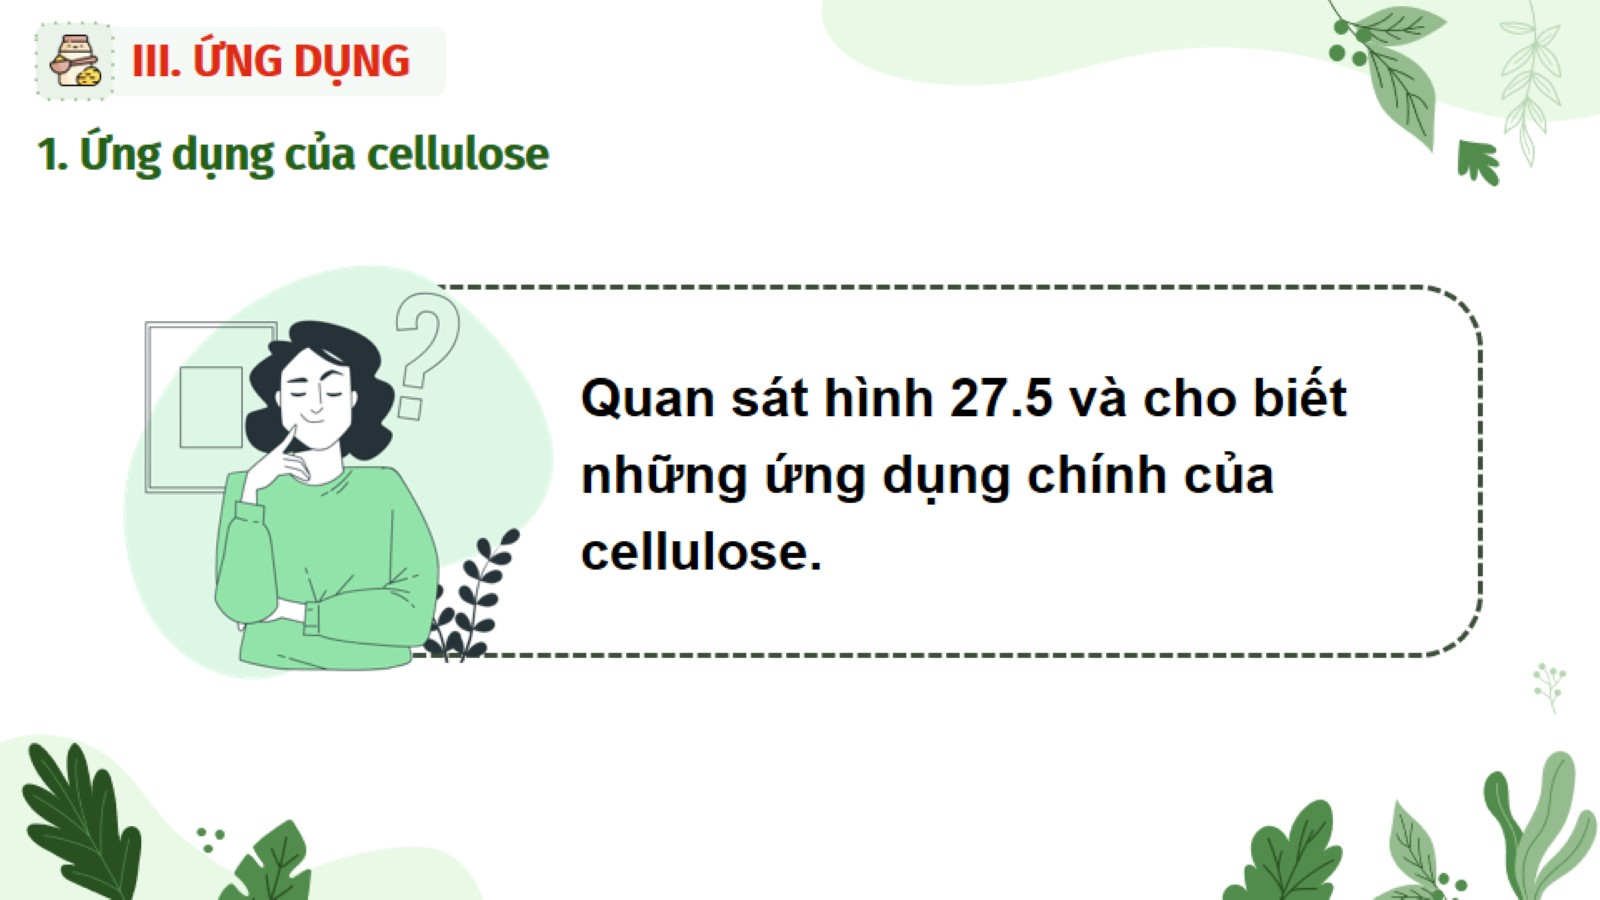 III. ỨNG DỤNG
1. Ứng dụng của cellulose
?
Quan sát hình 27.5 và cho biết
những ứng dụng chính của
cellulose.